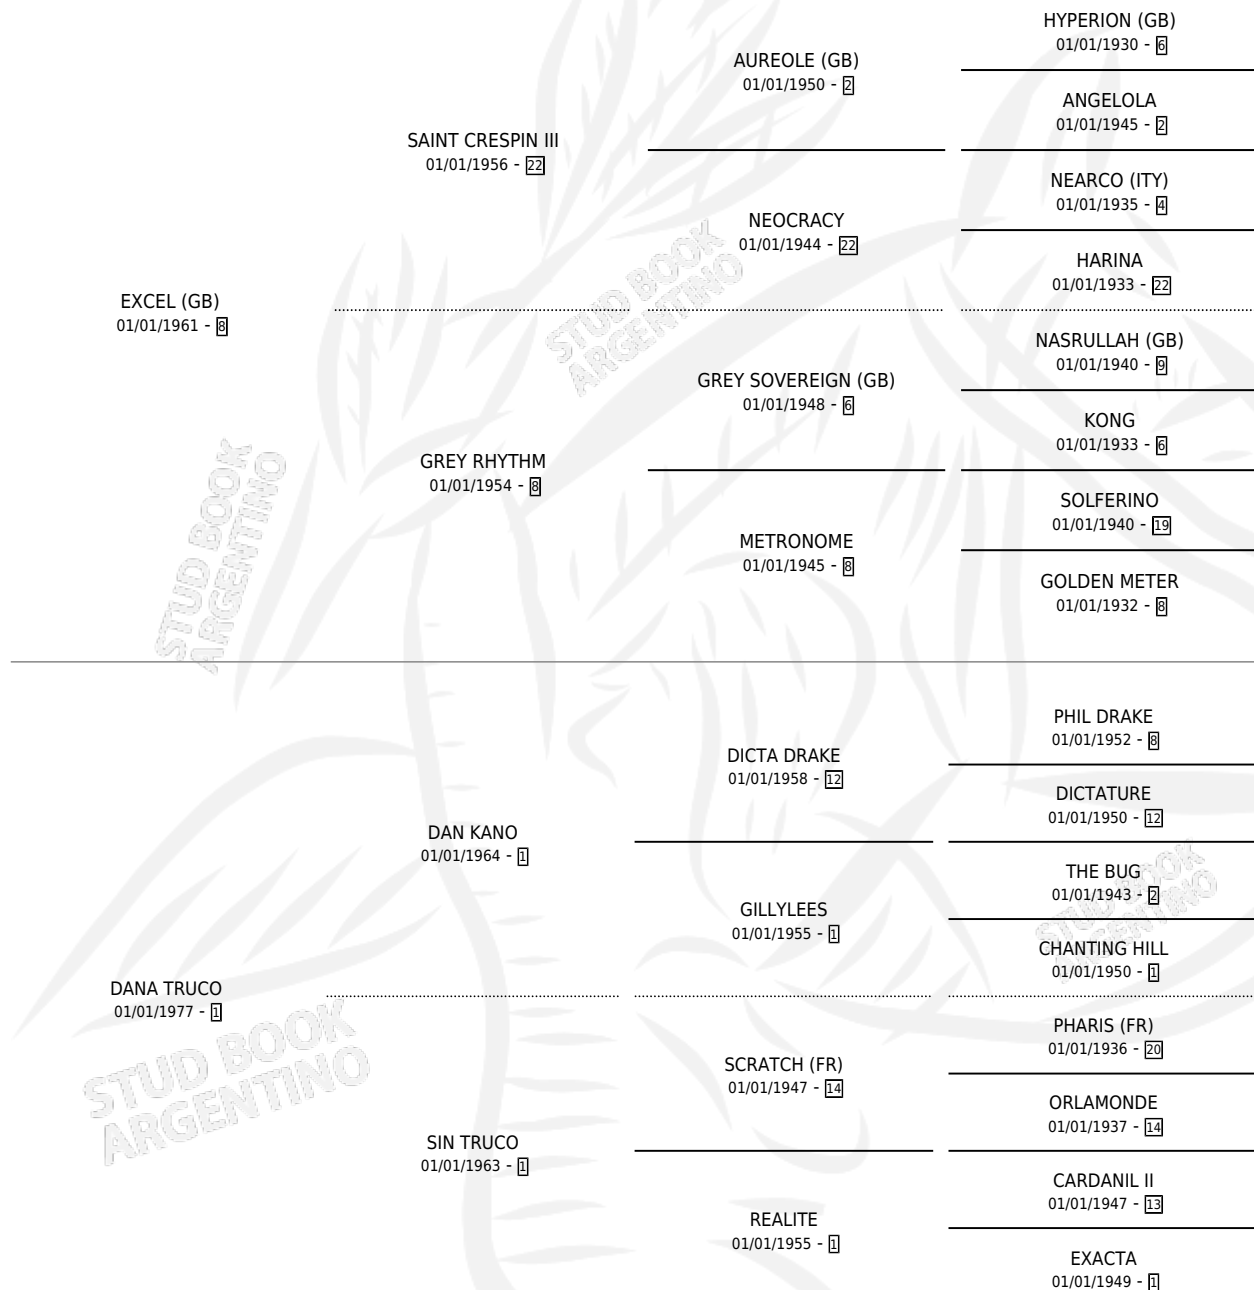 HYPERION (GB)
01/01/1930 - 6
AUREOLE (GB)
01/01/1950 - 2
ANGELOLA
01/01/1945 - 2
SAINT CRESPIN III
01/01/1956 - 22
NEARCO (ITY)
01/01/1935 - 4
NEOCRACY
01/01/1944 - 22
HARINA
01/01/1933 - 22
EXCEL (GB)
01/01/1961 - 8
STUD BOOK
ARGENTINO
NASRULLAH (GB)
01/01/1940 - 9
GREY SOVEREIGN (GB)
01/01/1948 - 6
KONG
01/01/1933 - 6
GREY RHYTHM
01/01/1954 - 8
SOLFERINO
01/01/1940 - 19
METRONOME
01/01/1945 - 8
GOLDEN METER
01/01/1932 - 8
STUD BOOK
ARGENTINO
PHIL DRAKE
01/01/1952 - 8
DICTA DRAKE
01/01/1958 - 12
DICTATURE
01/01/1950 - 12
DAN KANO
01/01/1964 - 1
THE BUG
01/01/1943 - 2
GILLYLEES
01/01/1955 - 1
STUD BOOK
ARGENTINO
CHANTING HILL
01/01/1950 - 1
DANA TRUCO
01/01/1977 - 1
PHARIS (FR)
01/01/1936 - 20
SCRATCH (FR)
01/01/1947 - 14
STUD BOOK
ARGENTINO
ORLAMONDE
01/01/1937 - 14
SIN TRUCO
01/01/1963 - 1
CARDANIL II
01/01/1947 - 13
REALITE
01/01/1955 - 1
EXACTA
01/01/1949 - 1